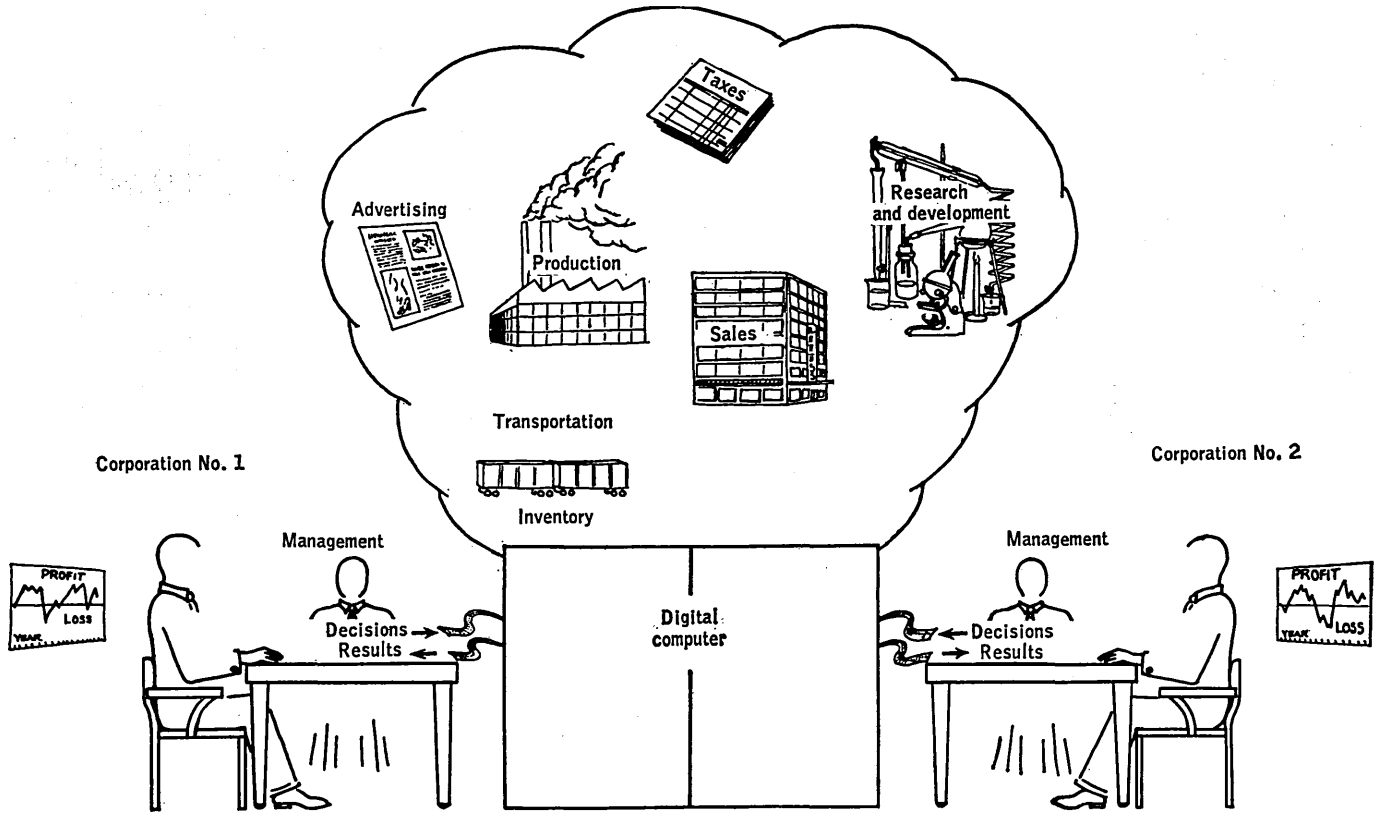 Taxes
Research
and development
Advertising
Production
Sales
Transportation
Inventory
Corporation No. 1
Corporation No. 2
Management
Management
PROFIT
LOSS
YEAR
Decisions
Results
Digital
computer
Decisions
Results
PROFIT
LOSS
YEAR